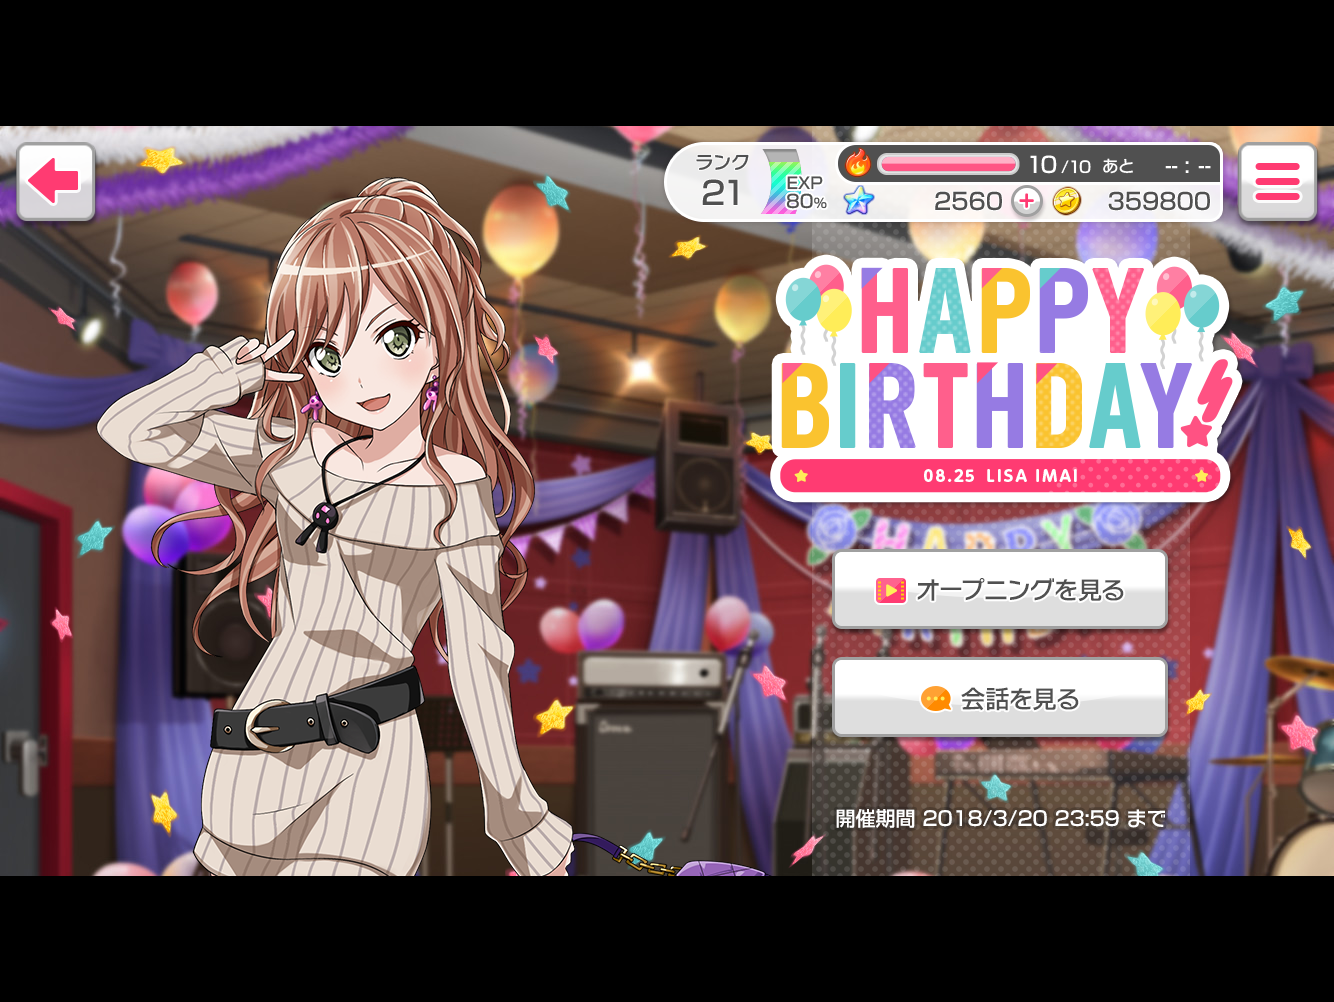 ランク
21
EXP
80%
10/10 あと --:--
2560
359800
HAPPY
BIRTHDAY!
08.25 LISA IMAI
HAPPY
オープニングを見る
会話を見る
開催期間 2018/3/20 23:59 まで